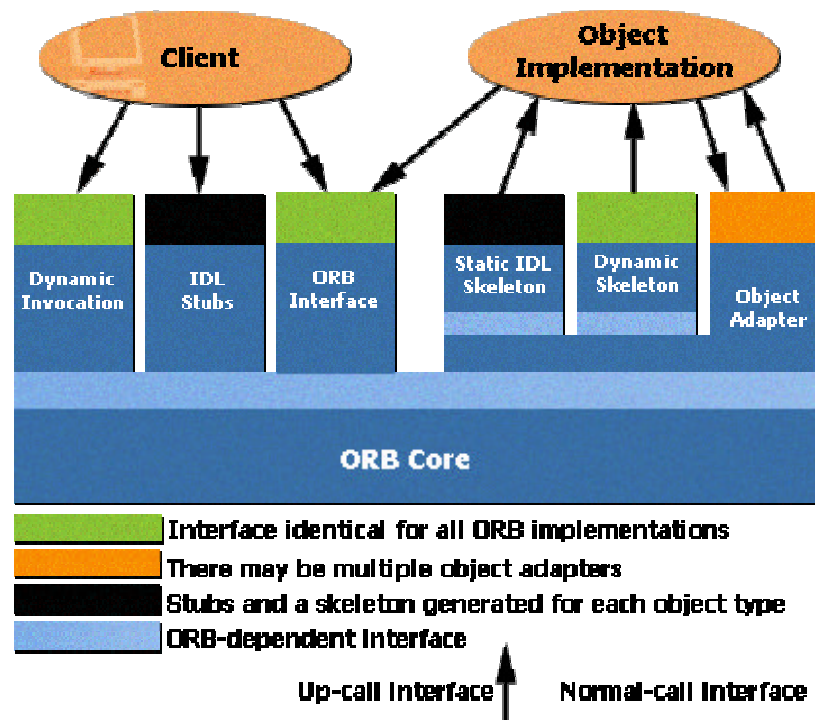 Client
Object
Implementation
Dynamic
Invocation
IDL
Stubs
ORB
Interface
Static IDL
Skeleton
Dynamic
Skeleton
Object
Adapter
ORB Core
Interface identical for all ORB implementations
There may be multiple object adapters
Stubs and a skeleton generated for each object type
ORB-dependent interface
Up-call interface
Normal-call interface